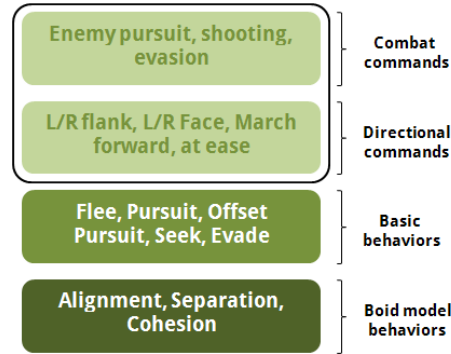 Enemy pursuit, shooting,
evasion
Combat
commands
L/R flank, L/R Face, March
forward, at ease
Directional
commands
Flee, Pursuit, Offset
Pursuit, Seek, Evade
Basic
behaviors
Alignment, Separation,
Cohesion
Boid model
behaviors